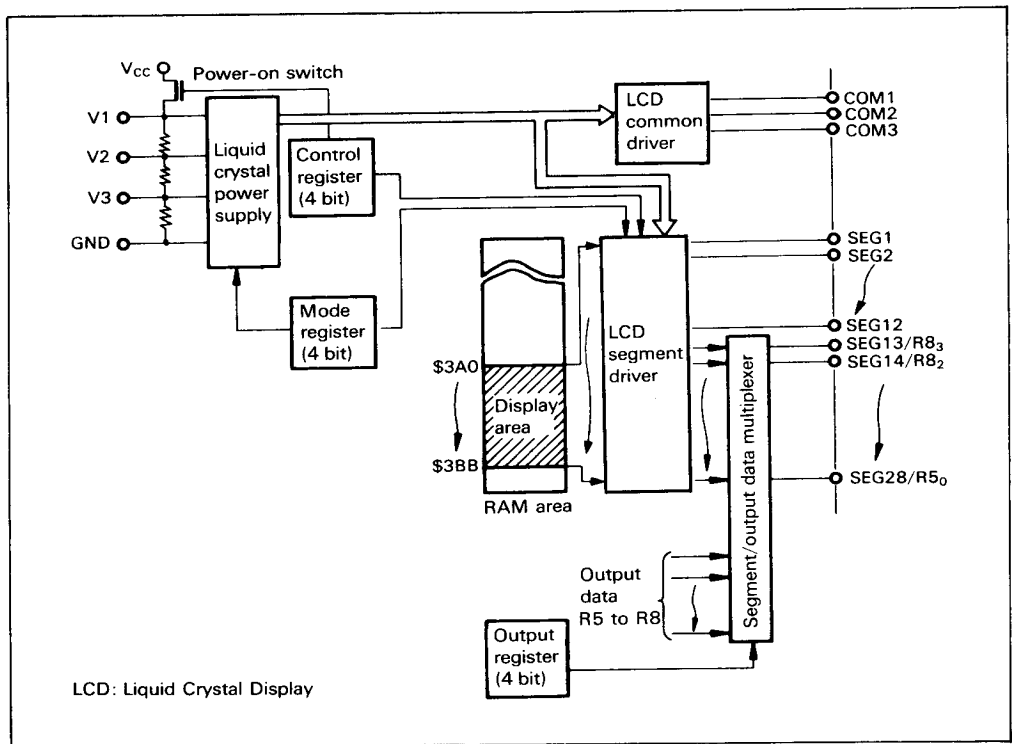 VCC
Power-on switch
V1
V2
V3
GND
Liquid
crystal
power
supply
Control
register
(4 bit)
Mode
register
(4 bit)
LCD
common
driver
COM1
COM2
COM3
SEG1
SEG2
SEG12
SEG13/R83
SEG14/R82
SEG28/R50
LCD
segment
driver
$3A0
Display
area
$3BB
RAM area
Segment/output data multiplexer
Output
data
R5 to R8
Output
register
(4 bit)
LCD: Liquid Crystal Display